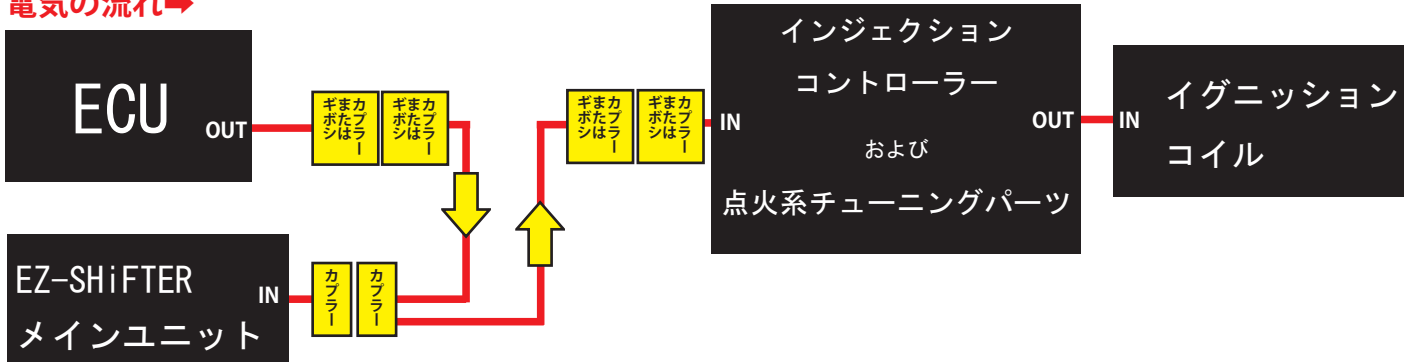 電気の流れ➡
ECU
OUT
カプラー
または
ギボシ
カプラー
または
ギボシ
カプラー
または
ギボシ
カプラー
または
ギボシ
IN
インジェクション
コントローラー
および
点火系チューニングパーツ
OUT
IN
イグニッション
コイル
EZ-SHiFTER
メインユニット
IN
カプラー
カプラー